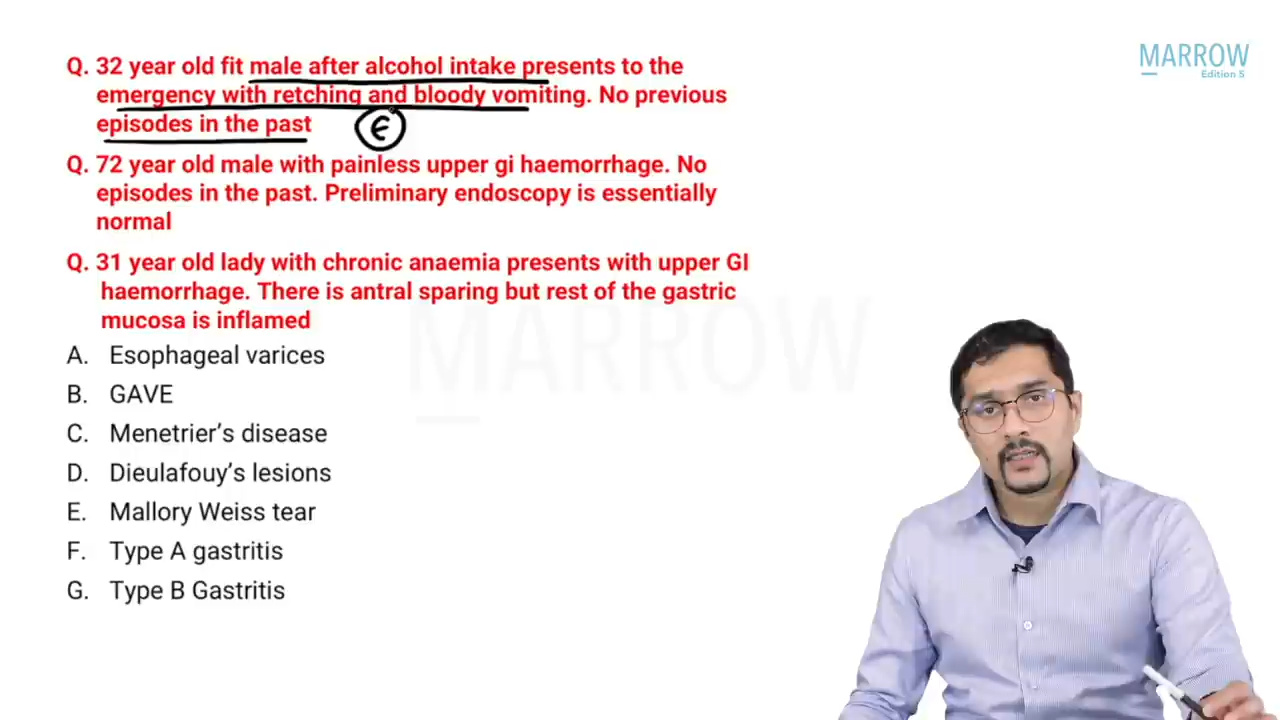 MARROW
Edition 5
Q. 32 year old fit male after alcohol intake presents to the
emergency with retching and bloody vomiting. No previous
episodes in the past
E
Q. 72 year old male with painless upper gi haemorrhage. No
episodes in the past. Preliminary endoscopy is essentially
normal
Q. 31 year old lady with chronic anaemia presents with upper GI
haemorrhage. There is antral sparing but rest of the gastric
mucosa is inflamed
MARROW
A. Esophageal varices
B. GAVE
C. Menetrier's disease
D. Dieulafouy's lesions
E. Mallory Weiss tear
F. Type A gastritis
G. Type B Gastritis